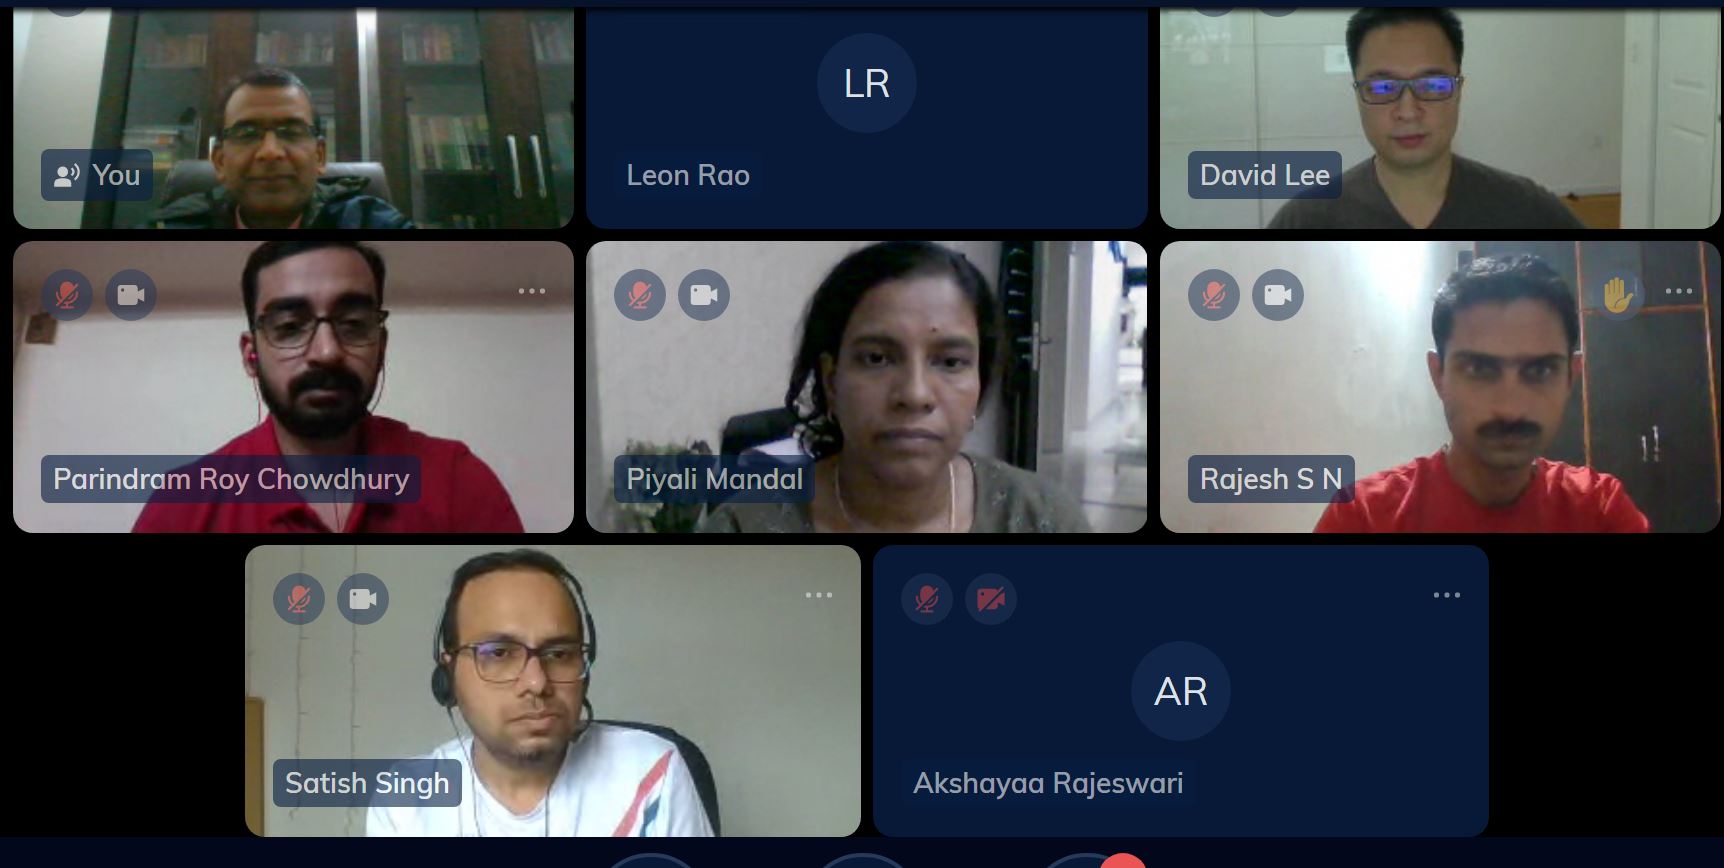 You
LR
Leon Rao
David Lee
Parindram Roy Chowdhury
Piyali Mandal
Rajesh S N
Satish Singh
AR
Akshayaa Rajeswari